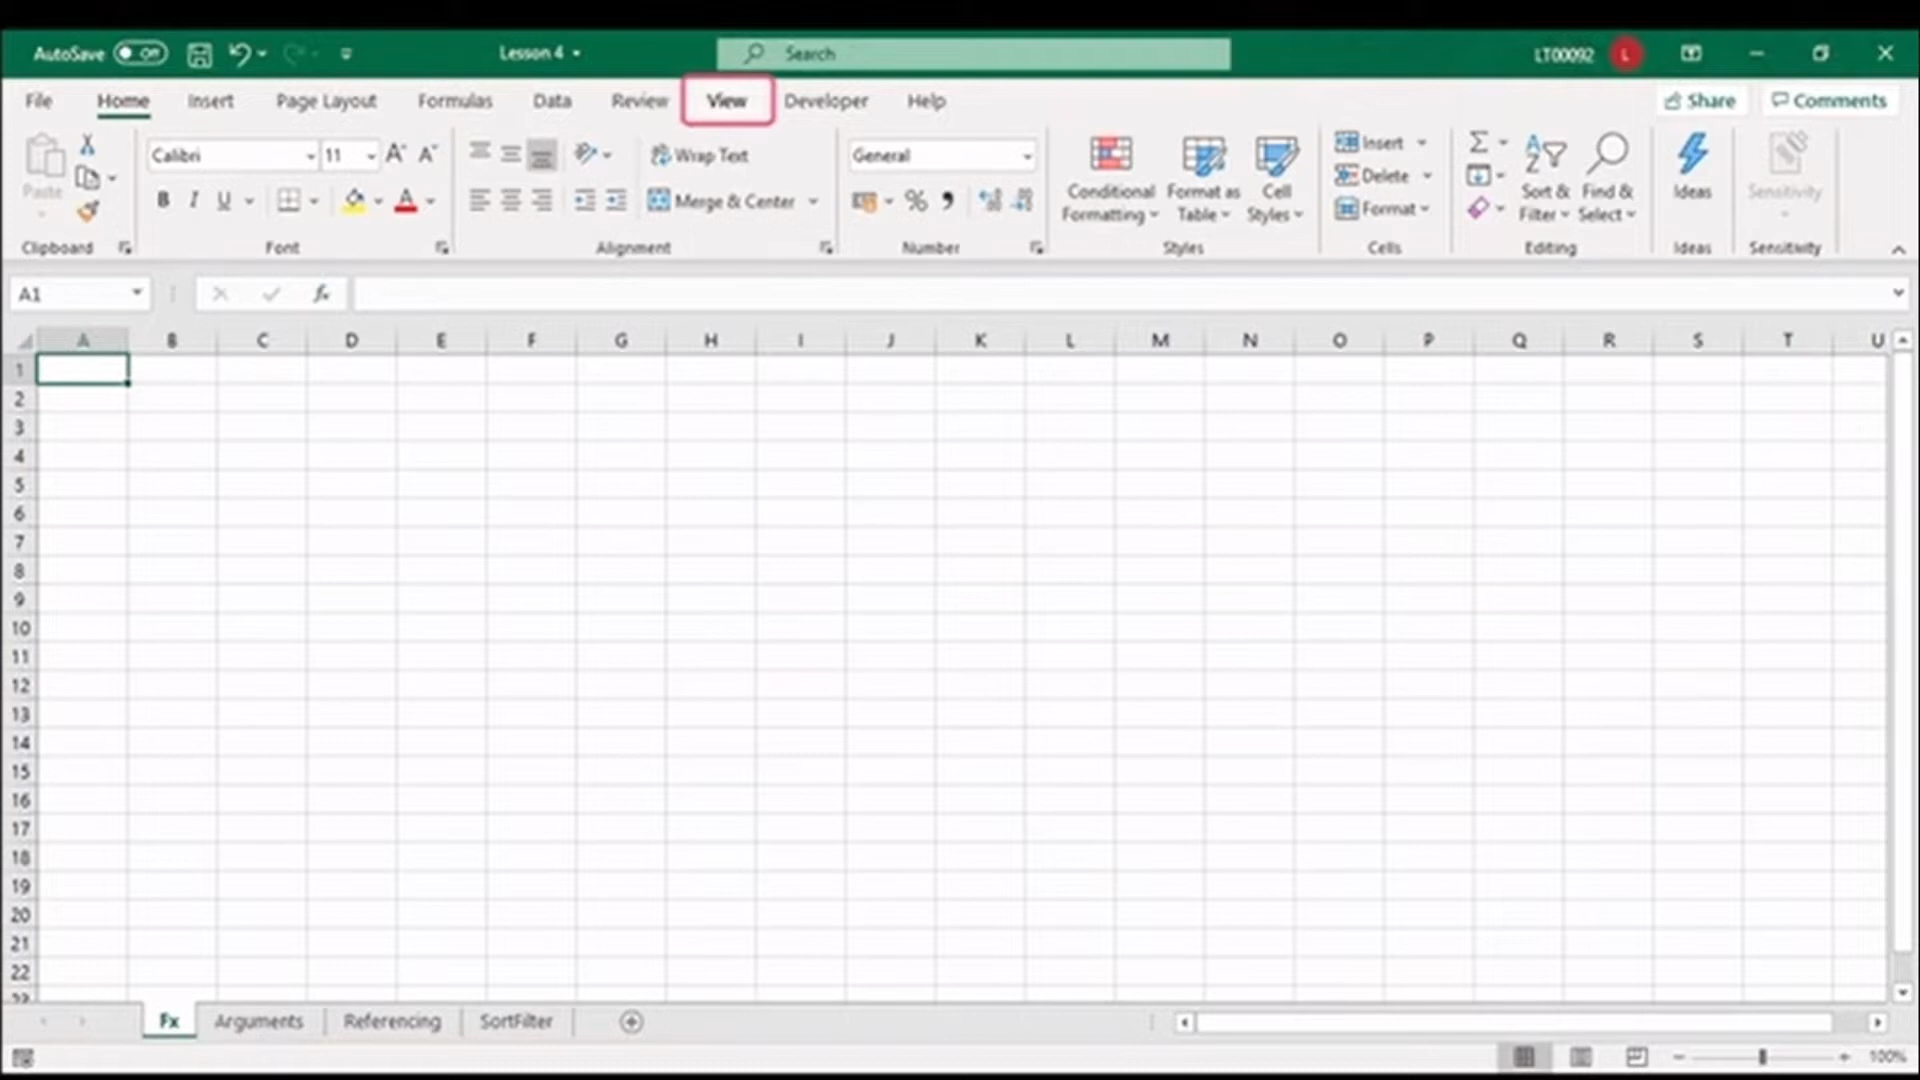 AutoSave Off Lesson 4 Search LT00092 L
File Home Insert Page Layout Formulas Data Review View Developer Help Share Comments
Calibri 11 A A Wrap Text General Insert
Paste Conditional Format as Cell Delete Sort & Find & Ideas Sensitivity
B I U A Merge & Center % Formatting Table Styles Format Filter Select
Clipboard Font Alignment Number Styles Cells Editing Ideas Sensitivity
A1 fx
A B C D E F G H I J K L M N O P Q R S T U
1
2
3
4
5
6
7
8
9
10
11
12
13
14
15
16
17
18
19
20
21
22
23
Fx Arguments Referencing SortFilter
100%